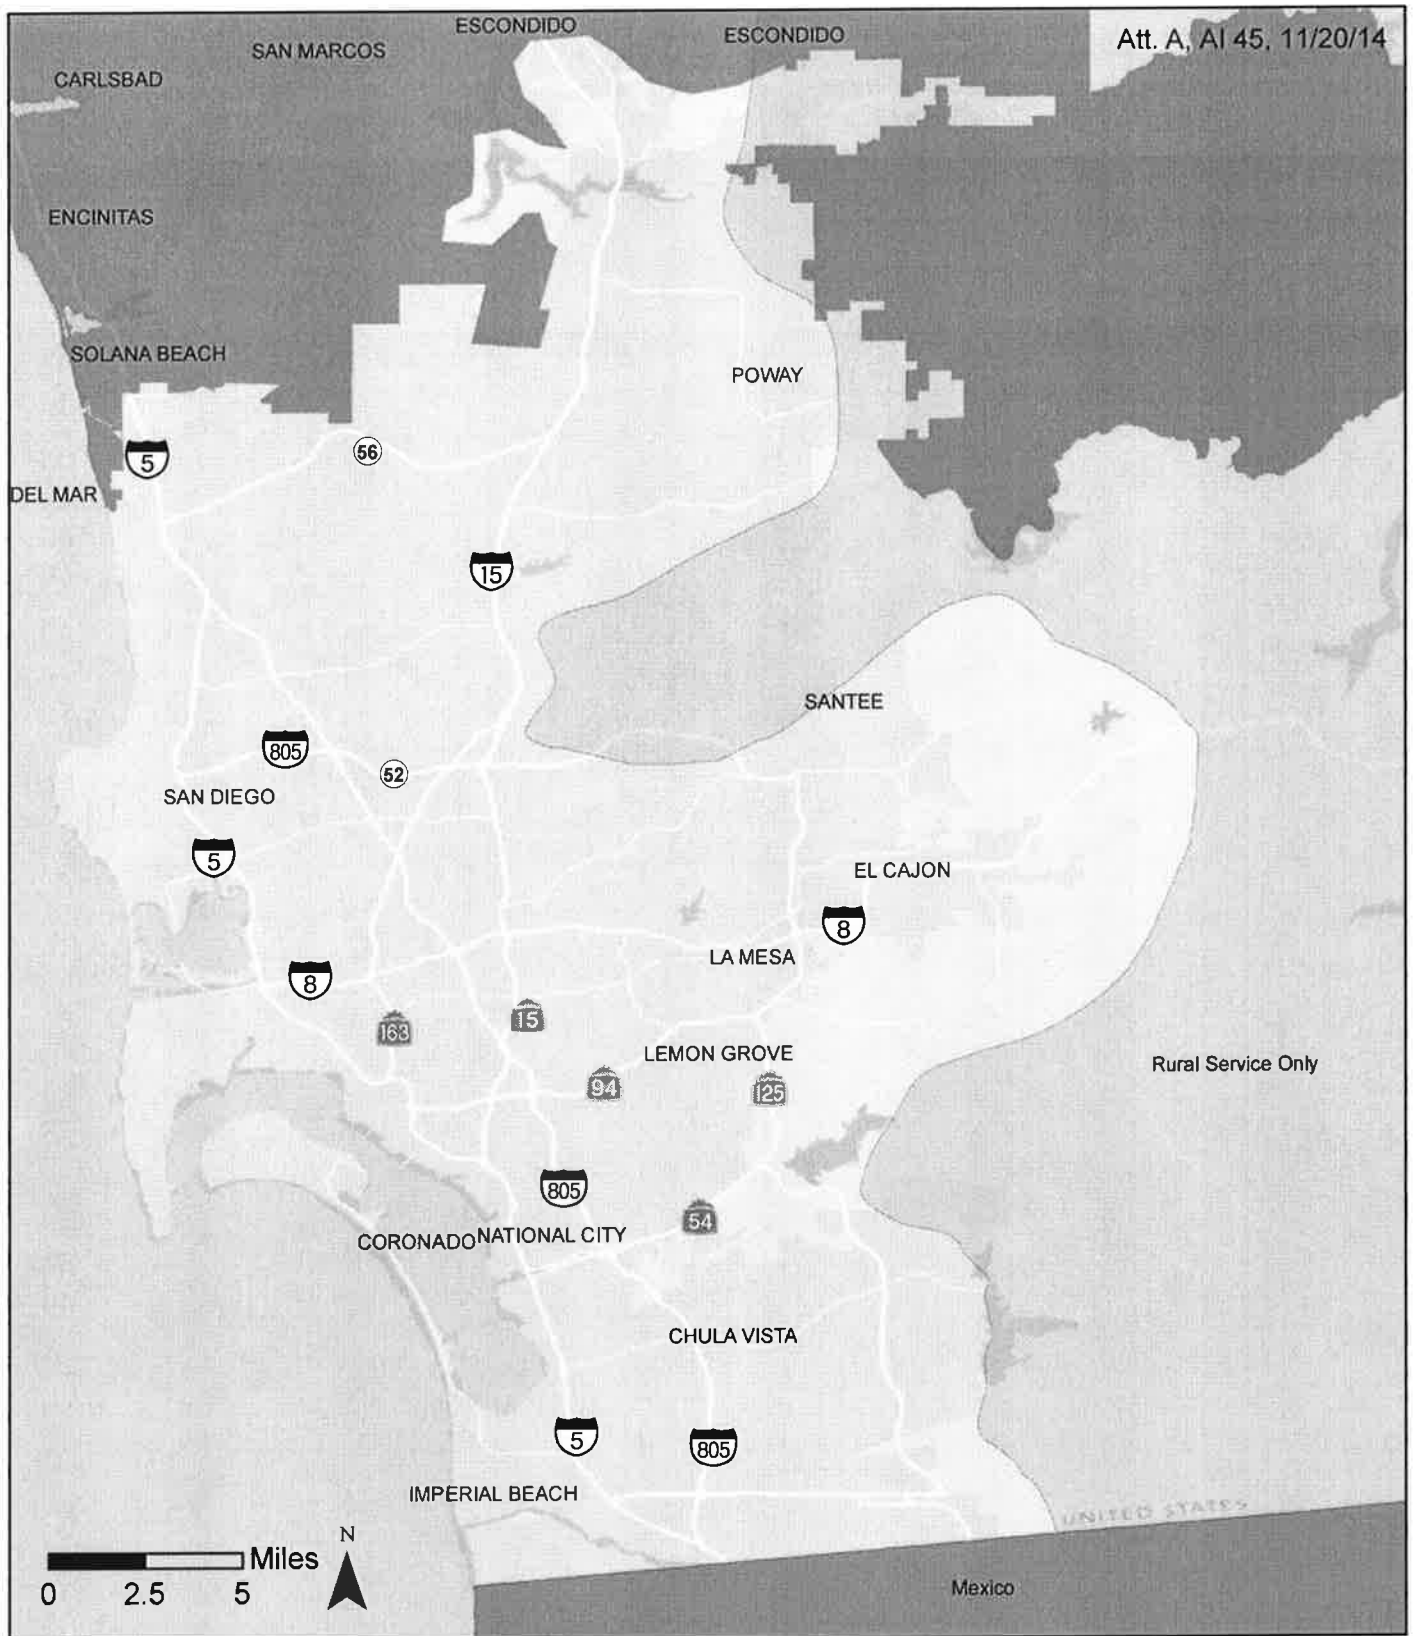 ESCONDIDO
ESCONDIDO
Att. A, AI 45, 11/20/14
SAN MARCOS
CARLSBAD
ENCINITAS
SOLANA BEACH
POWAY
56
5
DEL MAR
15
SANTEE
805
52
SAN DIEGO
5
EL CAJON
8
LA MESA
8
15
163
LEMON GROVE
Rural Service Only
94
125
805
54
CORONADO
NATIONAL CITY
CHULA VISTA
5
805
IMPERIAL BEACH
UNITED STATES
N
Miles
0 2.5 5
Mexico